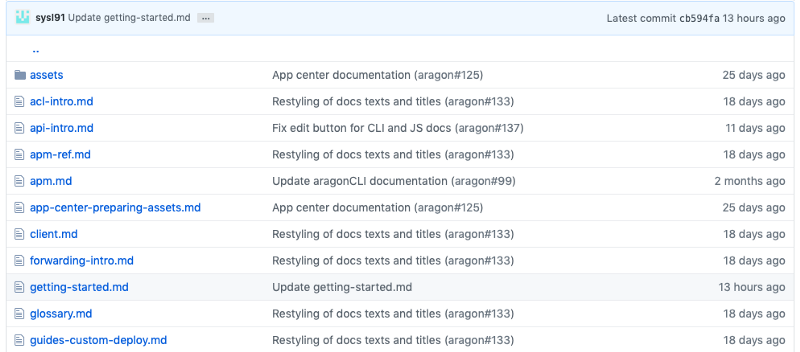 sysl91 Update getting-started.md ... Latest commit cb594fa 13 hours ago
..
assets App center documentation (aragon#125) 25 days ago
acl-intro.md Restyling of docs texts and titles (aragon#133) 18 days ago
api-intro.md Fix edit button for CLI and JS docs (aragon#137) 11 days ago
apm-ref.md Restyling of docs texts and titles (aragon#133) 18 days ago
apm.md Update aragonCLI documentation (aragon#99) 2 months ago
app-center-preparing-assets.md App center documentation (aragon#125) 25 days ago
client.md Restyling of docs texts and titles (aragon#133) 18 days ago
forwarding-intro.md Restyling of docs texts and titles (aragon#133) 18 days ago
getting-started.md Update getting-started.md 13 hours ago
glossary.md Restyling of docs texts and titles (aragon#133) 18 days ago
guides-custom-deploy.md Restyling of docs texts and titles (aragon#133) 18 days ago